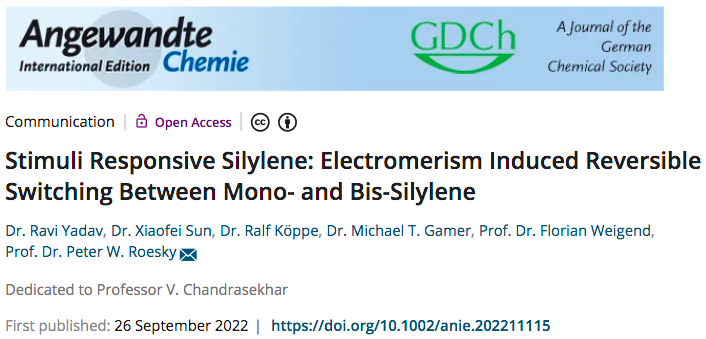 Angewandte
International Edition Chemie
GDCh
A Journal of the
German
Chemical Society
Communication | Open Access | cc
Stimuli Responsive Silylene: Electromerism Induced Reversible
Switching Between Mono- and Bis-Silylene
Dr. Ravi Yadav, Dr. Xiaofei Sun, Dr. Ralf Köppe, Dr. Michael T. Gamer, Prof. Dr. Florian Weigend,
Prof. Dr. Peter W. Roesky
Dedicated to Professor V. Chandrasekhar
First published: 26 September 2022 | https://doi.org/10.1002/anie.202211115